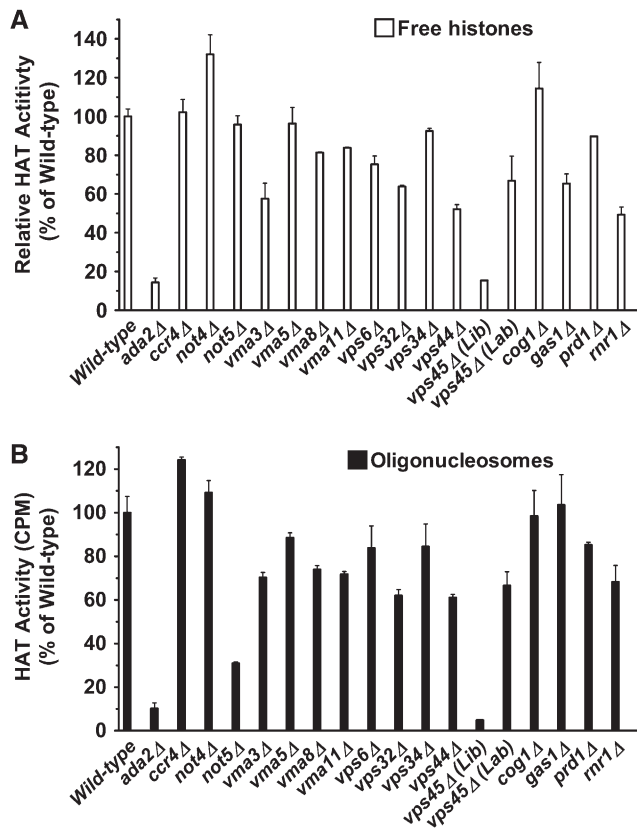 A
Free histones
Relative HAT Actitivty
(% of Wild-type)
140
120
100
80
60
40
20
0
Wild-type
ada2Δ
ccr4Δ
not4Δ
not5Δ
vma3Δ
vma5Δ
vma8Δ
vma11Δ
vps6Δ
vps32Δ
vps34Δ
vps44Δ
vps45Δ(Lib)
vps45Δ(Lab)
cog1Δ
gas1Δ
prd1Δ
rnr1Δ
B
Oligonucleosomes
HAT Activity (CPM)
(% of Wild-type)
120
100
80
60
40
20
0
Wild-type
ada2Δ
ccr4Δ
not4Δ
not5Δ
vma3Δ
vma5Δ
vma8Δ
vma11Δ
vps6Δ
vps32Δ
vps34Δ
vps44Δ
vps45Δ(Lib)
vps45Δ(Lab)
cog1Δ
gas1Δ
prd1Δ
rnr1Δ